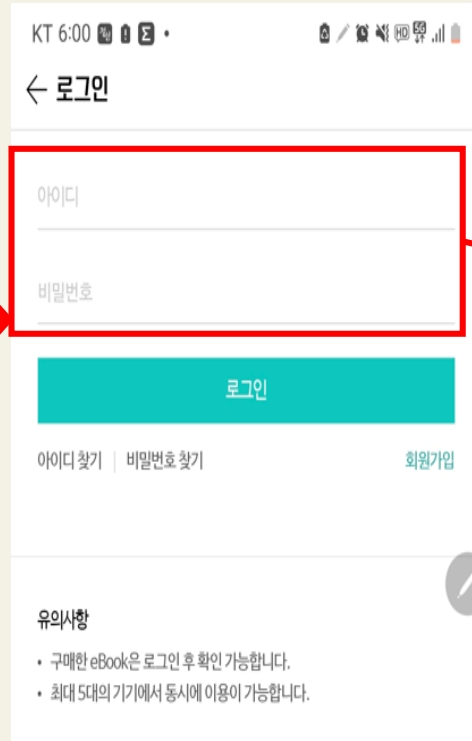 KT 6:00
← 로그인
아이디
비밀번호
로그인
아이디 찾기 | 비밀번호 찾기 회원가입
유의사항
• 구매한 eBook은 로그인 후 확인 가능합니다.
• 최대 5대의 기기에서 동시에 이용이 가능합니다.